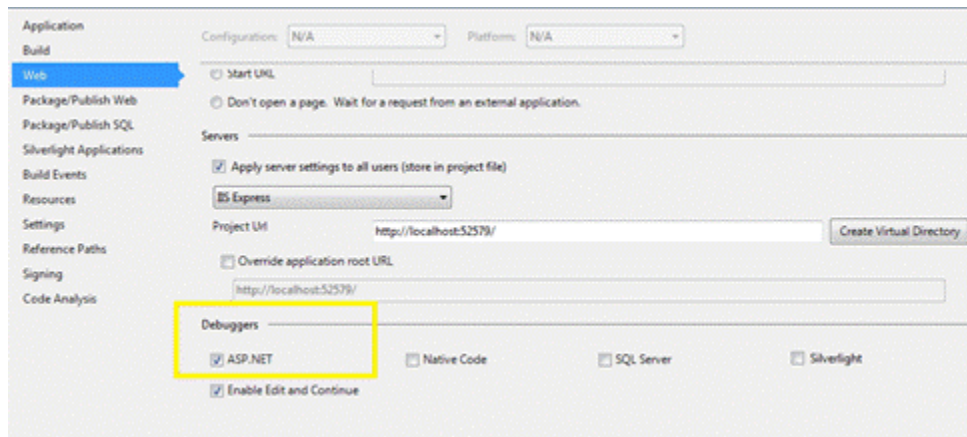 Application
Build
Web
Package/Publish Web
Package/Publish SQL
Silverlight Applications
Build Events
Resources
Settings
Reference Paths
Signing
Code Analysis
Configuration: N/A Platform: N/A
Start URL
Don't open a page. Wait for a request from an external application.
Servers
Apply server settings to all users (store in project file)
IIS Express
Project Url http://localhost:52579/ Create Virtual Directory
Override application root URL
http://localhost:52579/
Debuggers
ASP.NET Native Code SQL Server Silverlight
Enable Edit and Continue